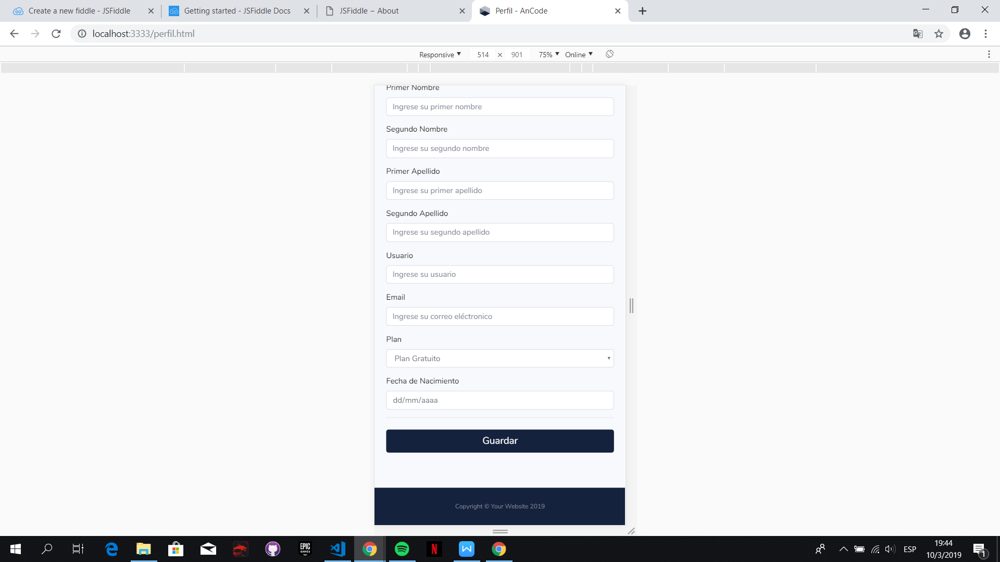 Create a new fiddle - JSFiddle
Getting started - JSFiddle Docs
JSFiddle – About
Perfil - AnCode
localhost:3333/perfil.html
Responsive ▼ 514 × 901 75% ▼ Online ▼
Primer Nombre
Ingrese su primer nombre
Segundo Nombre
Ingrese su segundo nombre
Primer Apellido
Ingrese su primer apellido
Segundo Apellido
Ingrese su segundo apellido
Usuario
Ingrese su usuario
Email
Ingrese su correo eléctronico
Plan
Plan Gratuito
Fecha de Nacimiento
dd/mm/aaaa
Guardar
Copyright © Your Website 2019
EPIC
GAMES
N
W
ESP
19:44
10/3/2019
1